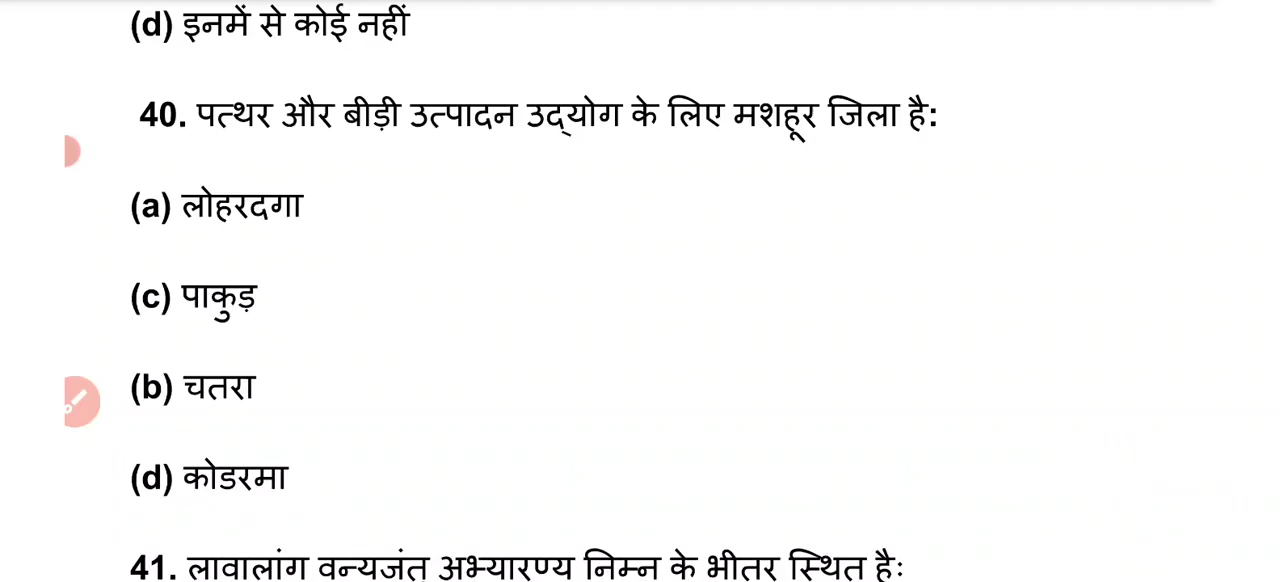 (d) इनमें से कोई नहीं
40. पत्थर और बीड़ी उत्पादन उद्योग के लिए मशहूर जिला है:
(a) लोहरदगा
(c) पाकुड़
(b) चतरा
(d) कोडरमा
41. लावालांग वन्यजंतु अभ्यारण्य निम्न के भीतर स्थित हैः